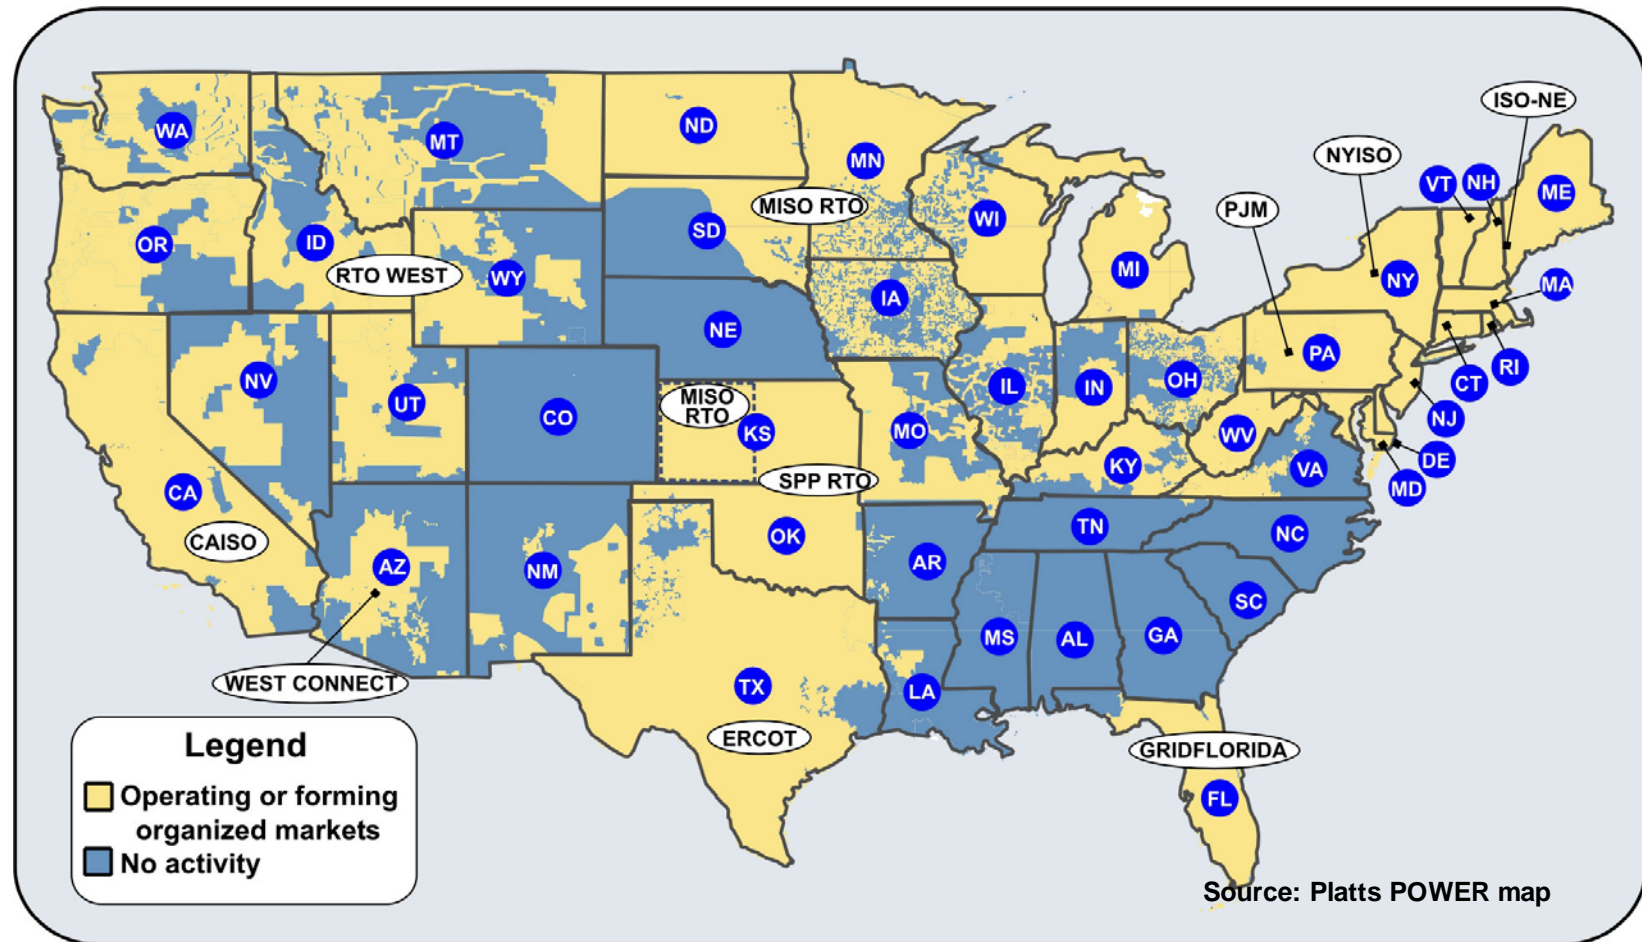 ISO-NE
NYISO
PJM
VT
NH
ME
WA
MT
ND
MN
MISO RTO
WI
MI
NY
MA
OR
ID
RTO WEST
WY
SD
IA
NE
PA
RI
CT
NJ
NV
UT
CO
MISO
RTO
KS
SPP RTO
MO
IL
IN
OH
WV
KY
VA
DE
MD
CA
CAISO
AZ
NM
OK
AR
TN
NC
SC
MS
AL
GA
WEST CONNECT
TX
ERCOT
LA
GRIDFLORIDA
FL
Legend
Operating or forming
organized markets
No activity
Source: Platts POWER map